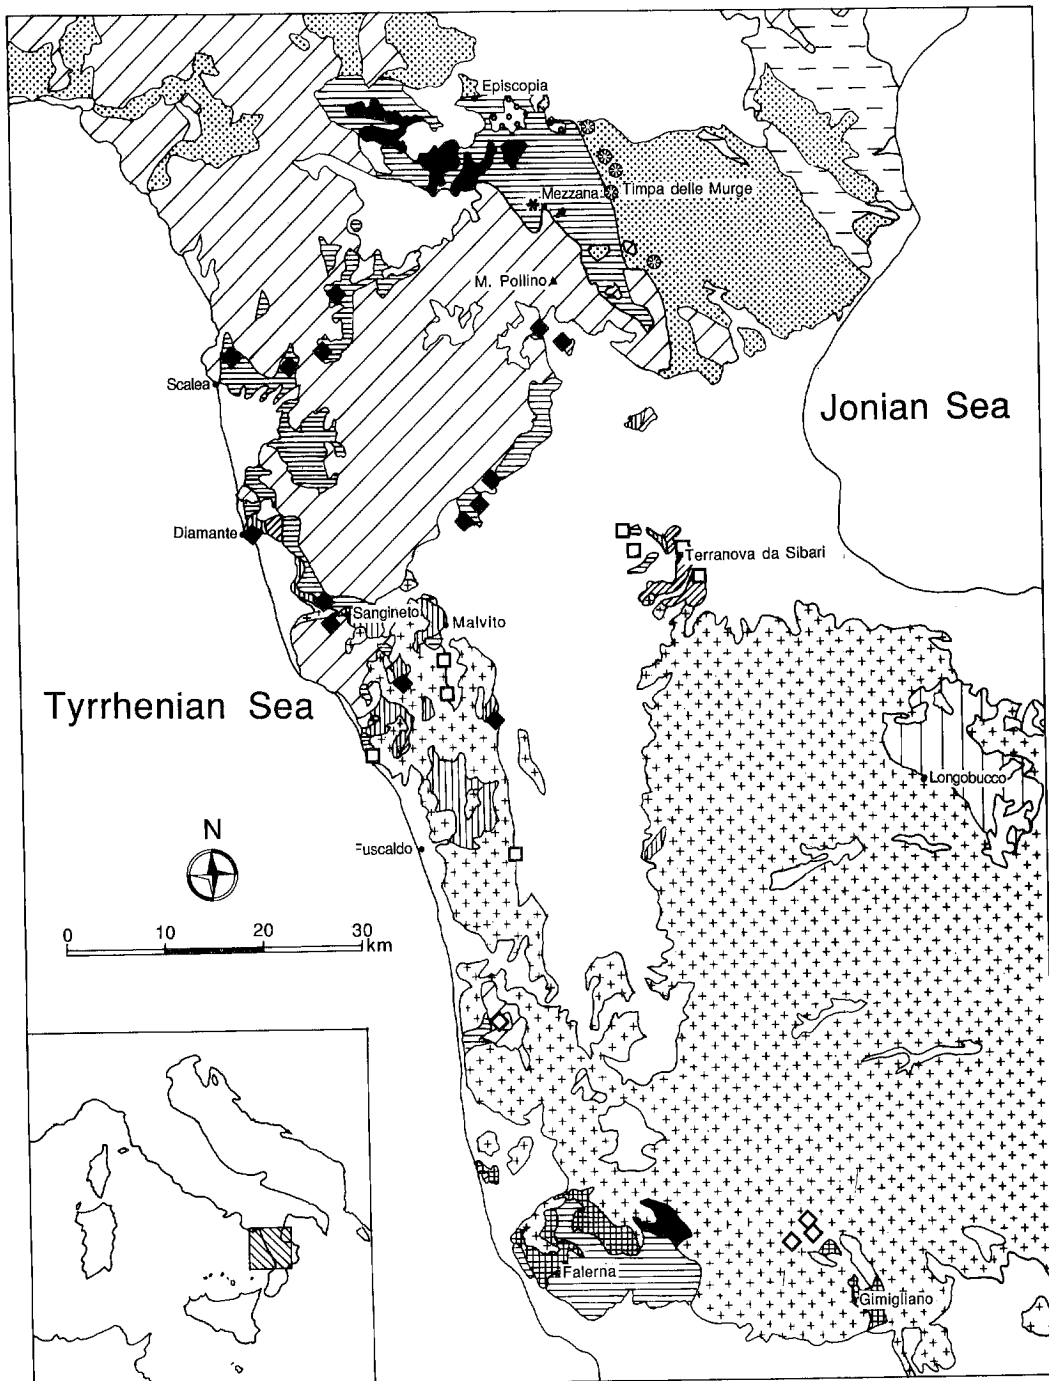 Episcopia
Mezzana
Timpa delle Murge
M. Pollino
Scalea
Jonian Sea
Diamante
Terranova da Sibari
Sangineto
Malvito
Tyrrhenian Sea
Longobucco
N
Fuscaldo
0 10 20 30 km
Falerna
Gimigliano